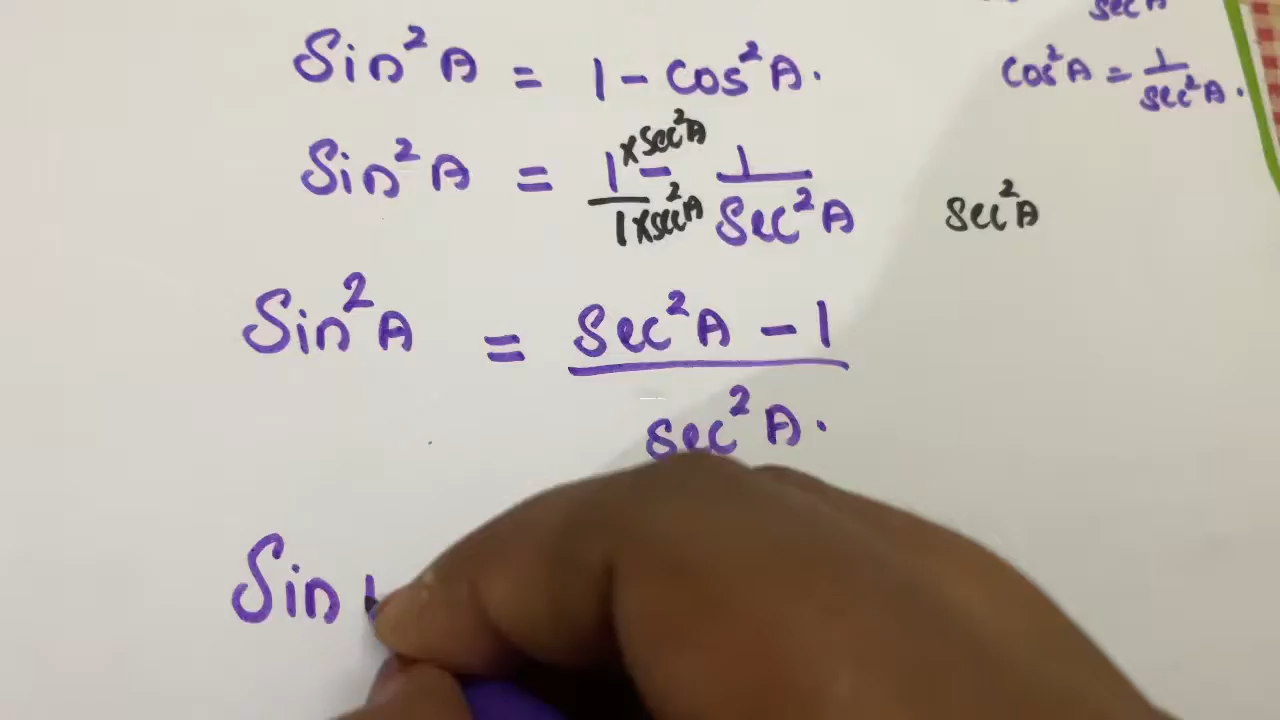 sec A
Sin²A = 1 - Cos²A.
Cos²A = 1/sec²A.
Sin²A = 1×sec²A/1×sec²A - 1/Sec²A
sec²A
Sin²A = Sec²A - 1/sec²A.
Sin